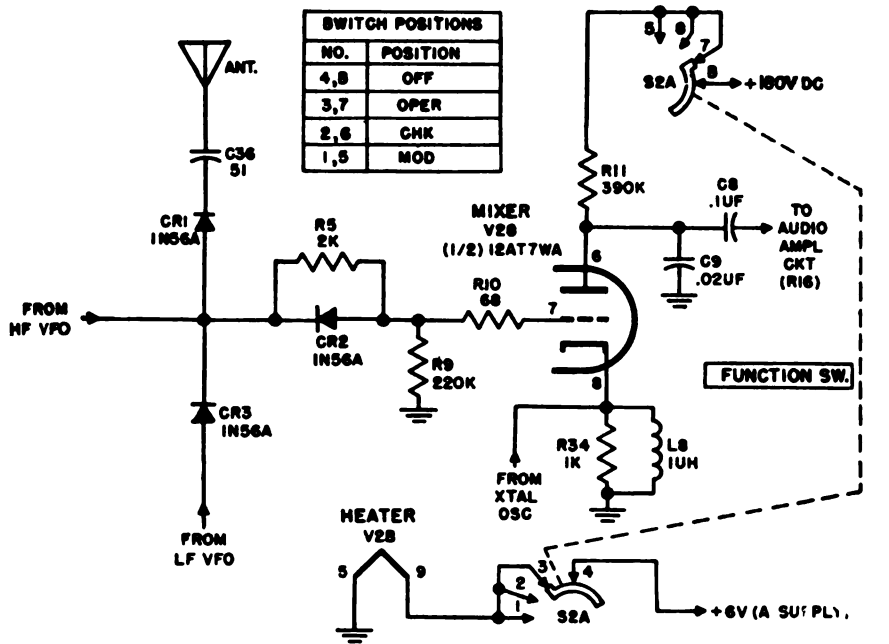 SWITCH POSITIONS
NO. POSITION
4,8 OFF
3,7 OPER
2,6 CHK
1,5 MOD
ANT.
C36
51
CR1
1N56A
R5
2K
MIXER
V2B
(1/2) 12AT7WA
R10
68
FROM
HF VFO
CR2
1N56A
R9
220K
CR3
1N56A
FROM
LF VFO
5 6 7
S2A 8 +180V DC
R11
390K
C8
.1UF
TO
AUDIO
AMPL
CKT
(R16)
C9
.02UF
6
7
8
FUNCTION SW.
FROM
XTAL
OSC
R34
1K
L8
1UH
HEATER
V2B
5 9
3 4
2
1
S2A
+6V (A SUPPLY)